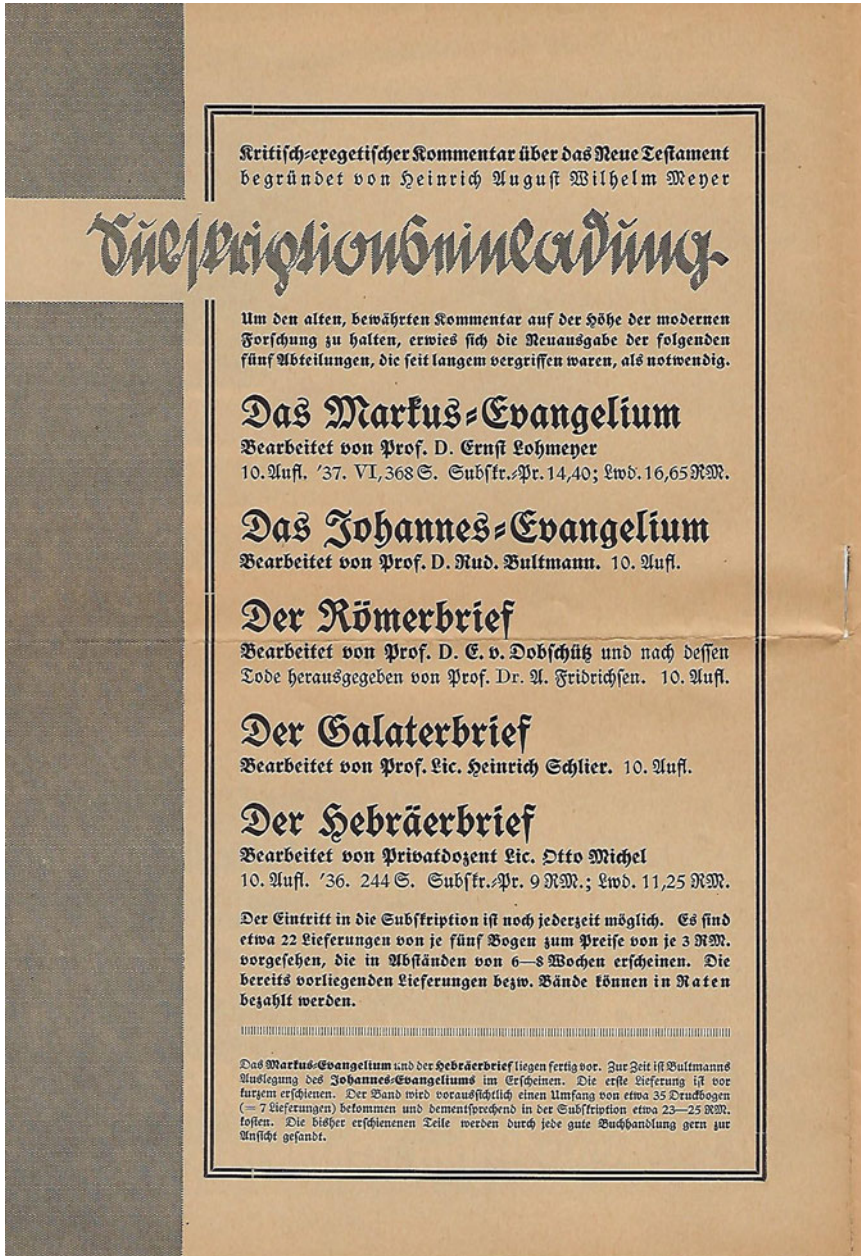 Kritisch-exegetischer Kommentar über das Neue Testament
begründet von Heinrich August Wilhelm Meyer
Subskriptionseinladung.
Um den alten, bewährten Kommentar auf der Höhe der modernen
Forschung zu halten, erwies sich die Neuausgabe der folgenden
fünf Abteilungen, die seit langem vergriffen waren, als notwendig.
Das Markus-Evangelium
Bearbeitet von Prof. D. Ernst Lohmeyer
10. Aufl. '37. VI, 368 S. Subskr.-Pr. 14,40; Lwd. 16,65 RM.
Das Johannes-Evangelium
Bearbeitet von Prof. D. Rud. Bultmann. 10. Aufl.
Der Römerbrief
Bearbeitet von Prof. D. E. v. Dobschütz und nach dessen
Tode herausgegeben von Prof. Dr. A. Fridrichsen. 10. Aufl.
Der Galaterbrief
Bearbeitet von Prof. Lic. Heinrich Schlier. 10. Aufl.
Der Hebräerbrief
Bearbeitet von Privatdozent Lic. Otto Michel
10. Aufl. '36. 244 S. Subskr.-Pr. 9 RM.; Lwd. 11,25 RM.
Der Eintritt in die Subskription ist noch jederzeit möglich. Es sind
etwa 22 Lieferungen von je fünf Bogen zum Preise von je 3 RM.
vorgesehen, die in Abständen von 6—8 Wochen erscheinen. Die
bereits vorliegenden Lieferungen bezw. Bände können in Raten
bezahlt werden.
Das Markus-Evangelium und der Hebräerbrief liegen fertig vor. Zur Zeit ist Bultmanns
Auslegung des Johannes-Evangeliums im Erscheinen. Die erste Lieferung ist vor
kurzem erschienen. Der Band wird voraussichtlich einen Umfang von etwa 35 Druckbogen
(= 7 Lieferungen) bekommen und dementsprechend in der Subskription etwa 23—25 RM.
kosten. Die bisher erschienenen Teile werden durch jede gute Buchhandlung gern zur
Ansicht gesandt.